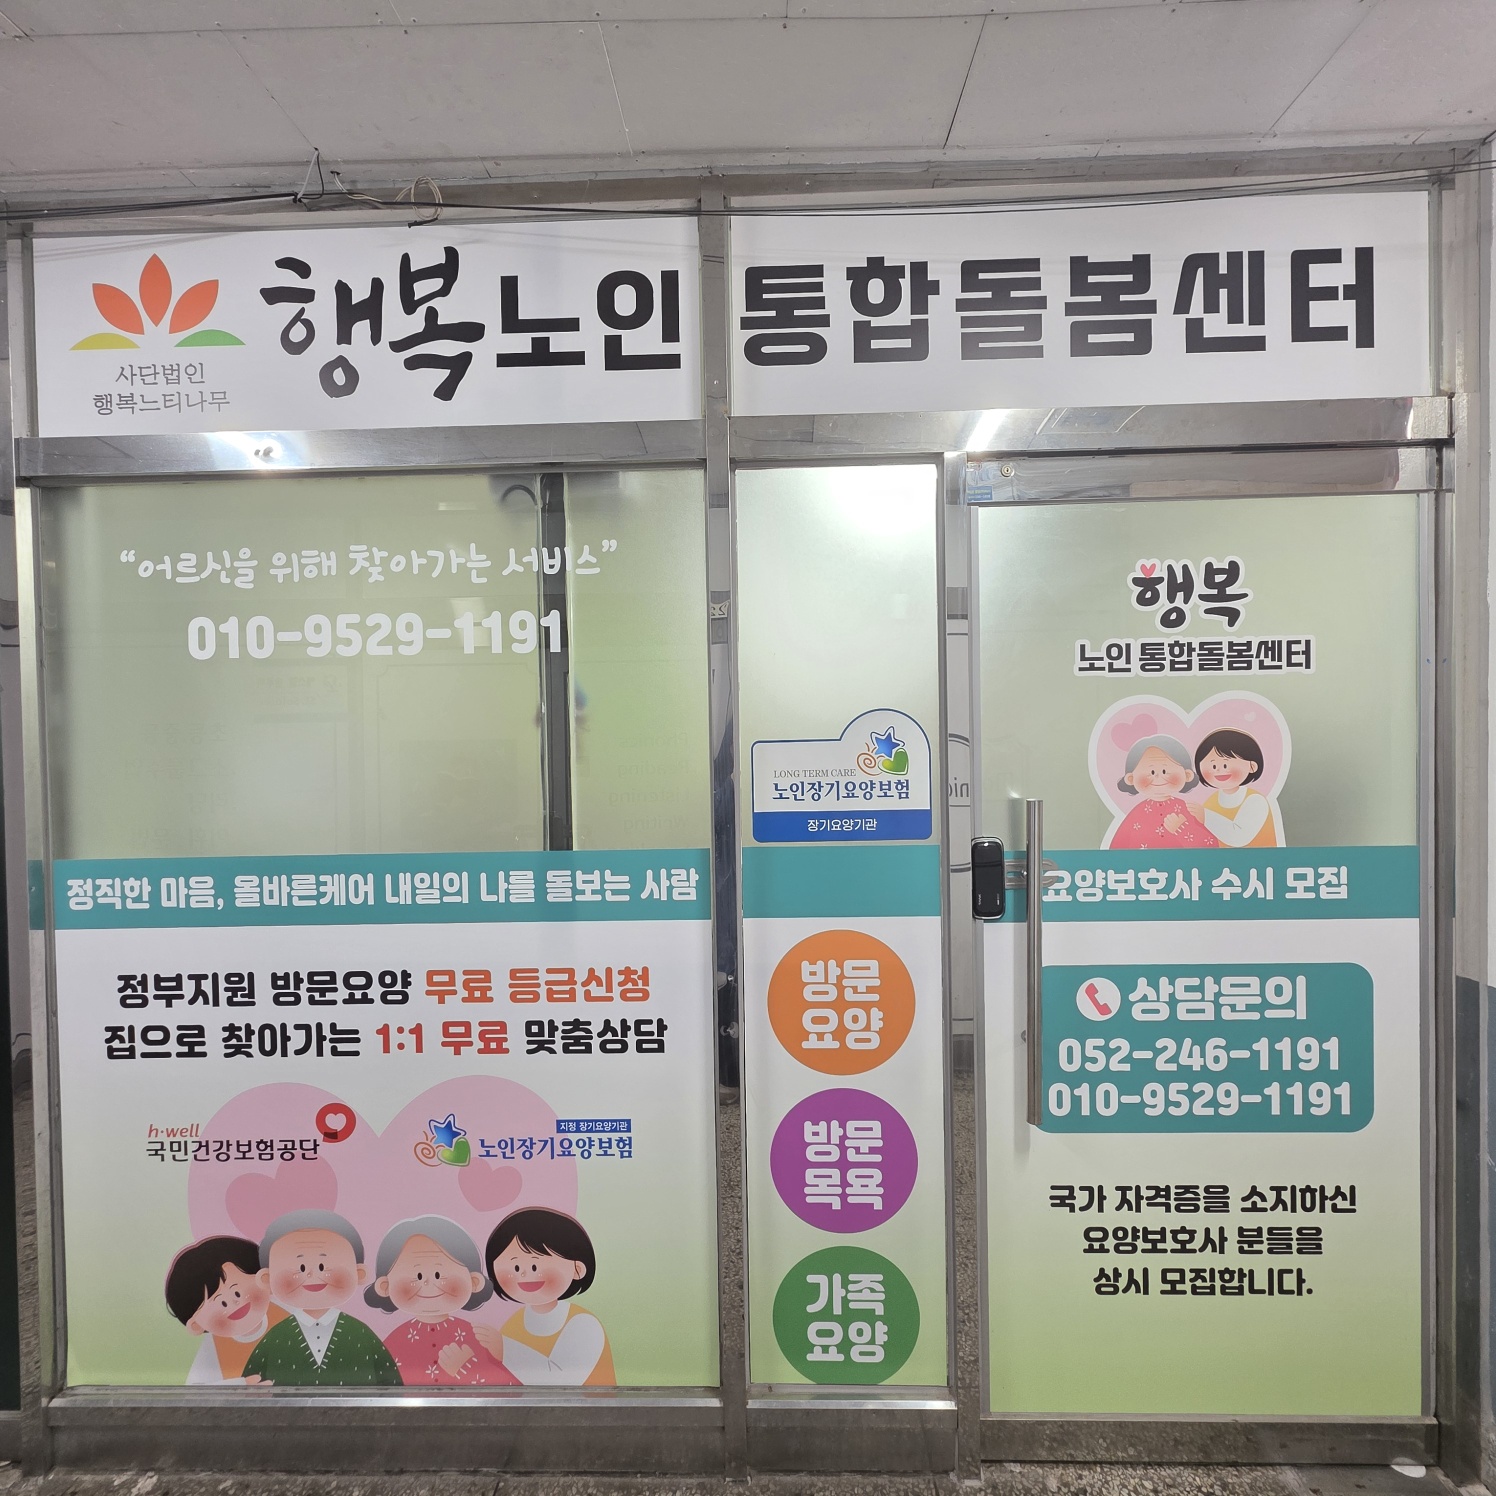 사단법인
행복느티나무
행복노인 통합돌봄센터
“어르신을 위해 찾아가는 서비스”
010-9529-1191
LONG TERM CARE
노인장기요양보험
장기요양기관
정직한 마음, 올바른케어 내일의 나를 돌보는 사람
정부지원 방문요양 무료 등급신청
집으로 찾아가는 1:1 무료 맞춤상담
h·well
국민건강보험공단
지정 장기요양기관
노인장기요양보험
방문
요양
방문
목욕
가족
요양
행복
노인 통합돌봄센터
요양보호사 수시 모집
상담문의
052-246-1191
010-9529-1191
국가 자격증을 소지하신
요양보호사 분들을
상시 모집합니다.